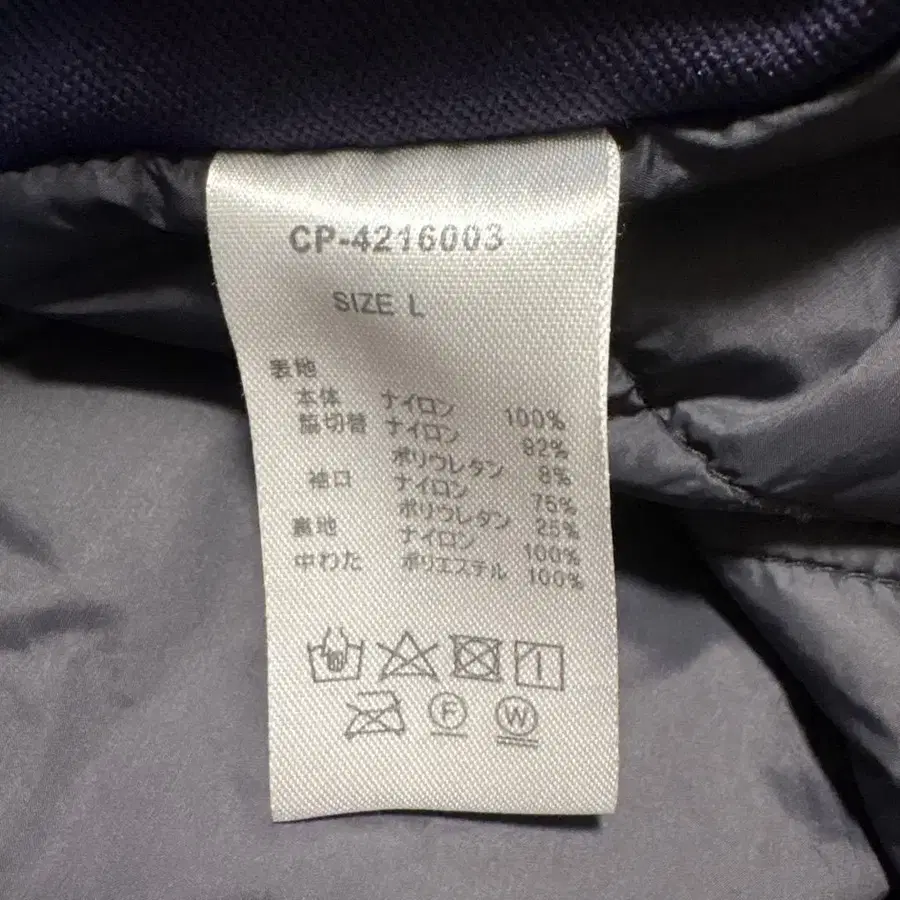 CP-4216003
SIZE L
表地
本体 ナイロン 100%
脇切替 ナイロン 92%
ポリウレタン 8%
袖口 ナイロン 75%
ポリウレタン 25%
裏地 ナイロン 100%
中わた ポリエステル 100%
F W